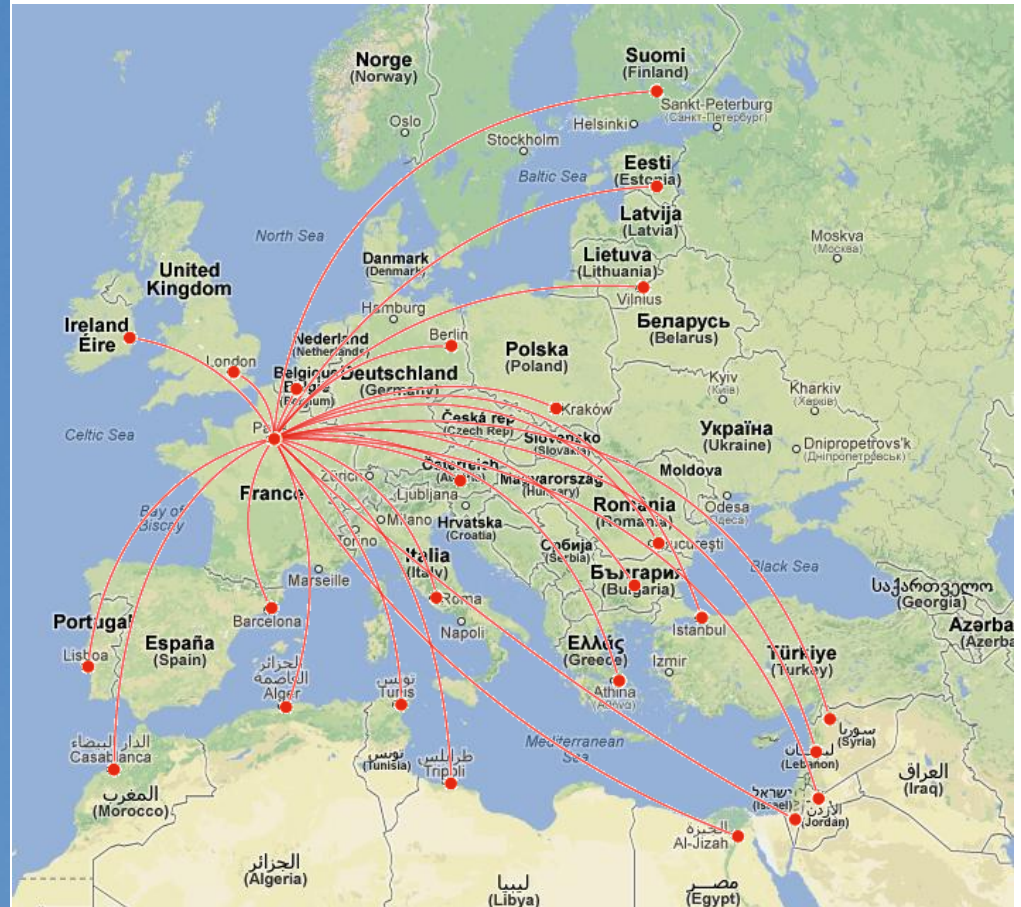 Norge
(Norway)
Suomi
(Finland)
Sankt-Peterburg
(Санкт-Петербург)
Oslo
Helsinki
Stockholm
Eesti
(Estonia)
Baltic Sea
Latvija
(Latvia)
North Sea
Moskva
(Москва)
Danmark
(Denmark)
Lietuva
(Lithuania)
United
Kingdom
Vilnius
Hamburg
Ireland
Éire
Беларусь
(Belarus)
Nederland
(Netherlands)
Berlin
Polska
(Poland)
London
Belgique
België
(Belgium)
Deutschland
(Germany)
Kyiv
(Київ)
Kharkiv
(Харків)
Kraków
Celtic Sea
Česká rep
(Czech Rep)
Україна
(Ukraine)
Slovensko
(Slovakia)
Dnipropetrovs'k
(Дніпропетровськ)
Österreich
(Austria)
Moldova
Zürich
Magyarország
(Hungary)
France
Ljubljana
România
(Romania)
Odesa
(Одеса)
Bay of
Biscay
Milano
Hrvatska
(Croatia)
Torino
Србија
(Serbia)
București
Italia
(Italy)
Black Sea
Marseille
България
(Bulgaria)
საქართველო
(Georgia)
Roma
Portugal
Barcelona
Napoli
Istanbul
Azərba
(Azerba
España
(Spain)
Ελλάς
(Greece)
Türkiye
(Turkey)
Lisboa
Izmir
الجزائر
العاصمة
Alger
تونس
Tunis
Athina
(Αθήνα)
الدار البيضاء
Casablanca
سوريا
(Syria)
Mediterranean
Sea
تونس
(Tunisia)
طرابلس
Tripoli
لبنان
(Lebanon)
العراق
(Iraq)
المغرب
(Morocco)
ישראל
(Israel)
الأردن
(Jordan)
الجيزة
Al-Jizah
الجزائر
(Algeria)
ليبيا
(Libya)
مصر
(Egypt)